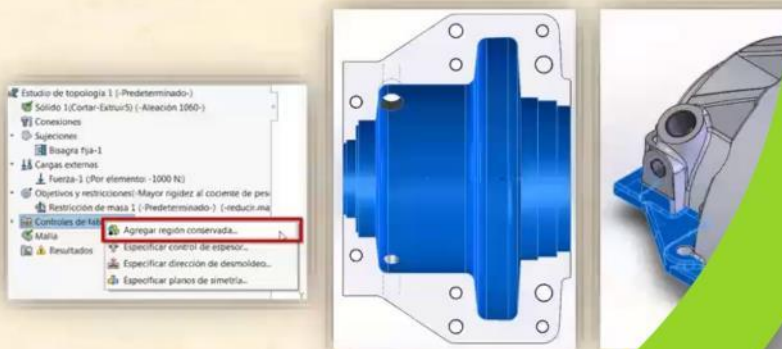 Estudio de topología 1 (-Predeterminado-)
Sólido 1(Cortar-Extruir5) (-Aleación 1060-)
Conexiones
Sujeciones
Bisagra fija-1
Cargas externas
Fuerza-1 (:Por elemento: -1000 N:)
Objetivos y restricciones(-Mayor rigidez al cociente de pes
Restricción de masa 1 (-Predeterminado-) (-reducir.ma
Controles de fab
Agregar región conservada...
Malla
Especificar control de espesor...
Resultados
Especificar dirección de desmoldeo...
Especificar planos de simetría...